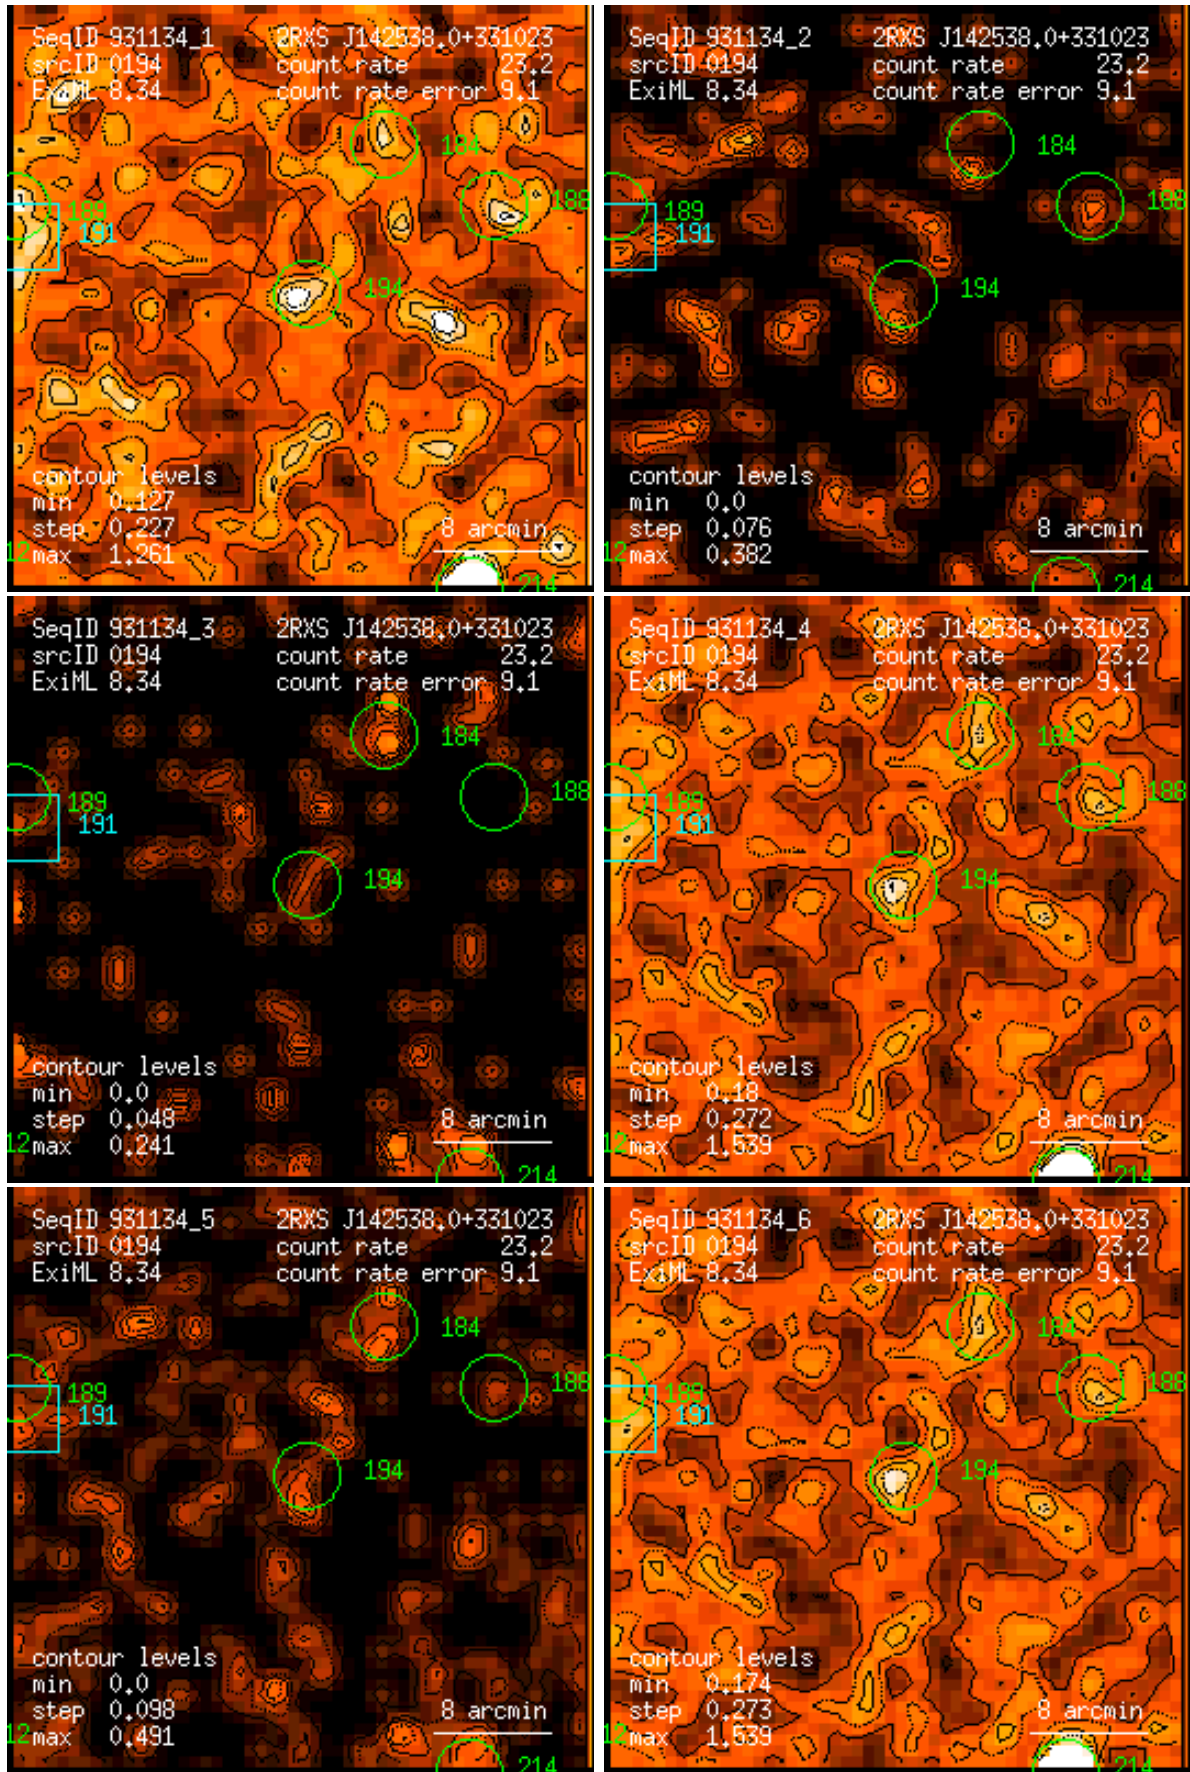 SeqID 931134_1 2RXS J142538.0+331023
srcID 0194 count rate 23.2
ExiML 8.34 count rate error 9.1
184
188
189
191
194
contour levels
min 0.127
step 0.227 8 arcmin
12 max 1.261
214
SeqID 931134_2 2RXS J142538.0+331023
srcID 0194 count rate 23.2
ExiML 8.34 count rate error 9.1
184
188
189
191
194
contour levels
min 0.0
step 0.076 8 arcmin
max 0.382
214
SeqID 931134_3 2RXS J142538.0+331023
srcID 0194 count rate 23.2
ExiML 8.34 count rate error 9.1
184
188
189
191
194
contour levels
min 0.0
step 0.048 8 arcmin
12 max 0.241
214
SeqID 931134_4 2RXS J142538.0+331023
srcID 0194 count rate 23.2
ExiML 8.34 count rate error 9.1
184
188
189
191
194
contour levels
min 0.18
step 0.272 8 arcmin
12 max 1.539
214
SeqID 931134_5 2RXS J142538.0+331023
srcID 0194 count rate 23.2
ExiML 8.34 count rate error 9.1
184
188
189
191
194
contour levels
min 0.0
step 0.098 8 arcmin
12 max 0.491
214
SeqID 931134_6 2RXS J142538.0+331023
srcID 0194 count rate 23.2
ExiML 8.34 count rate error 9.1
184
188
189
191
194
contour levels
min 0.174
step 0.273 8 arcmin
12 max 1.539
214